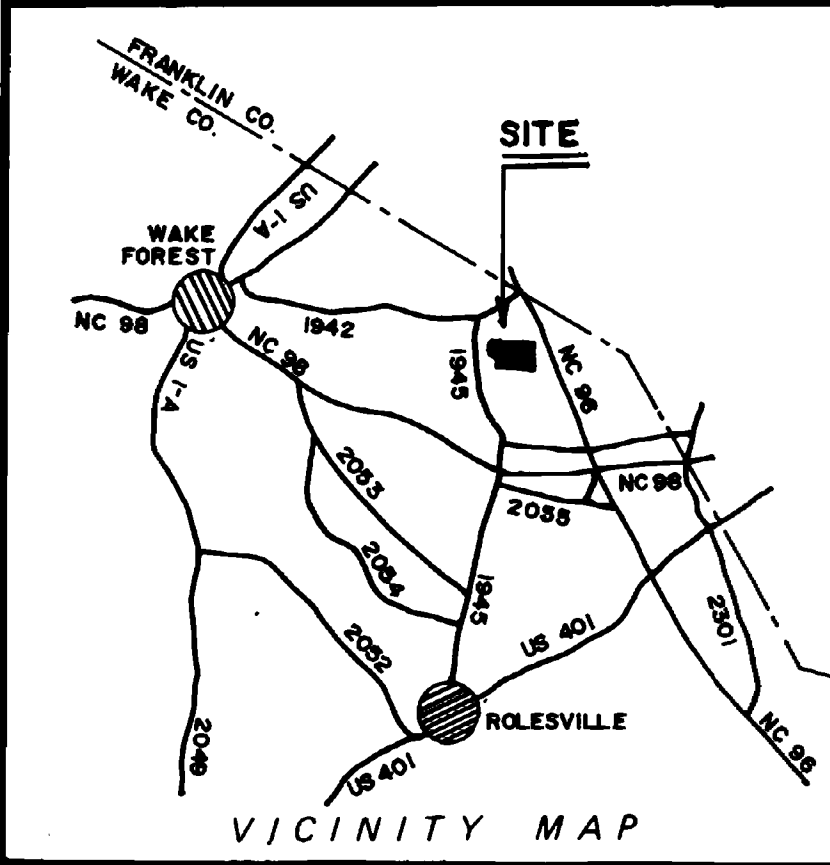 FRANKLIN CO.
WAKE CO.
SITE
US 1-A
WAKE
FOREST
NC 98
1942
NC 98
US 1-A
1945
NC 96
2053
NC 98
2035
2054
1945
2052
US 401
2301
ROLESVILLE
2049
US 401
NC 96
VICINITY MAP